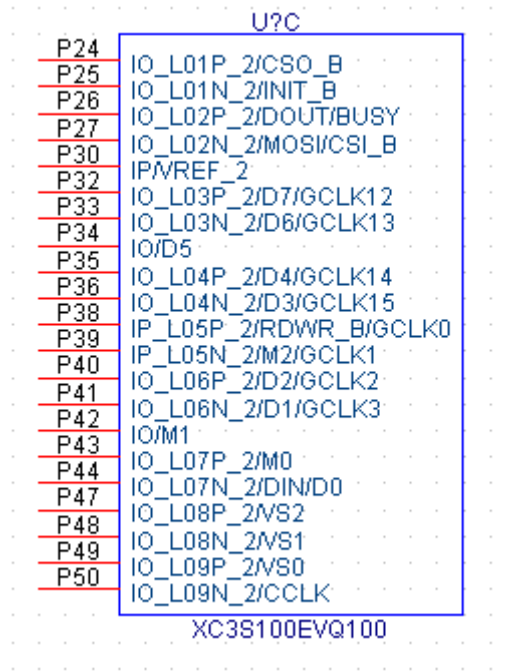 U?C
P24 IO_L01P_2/CSO_B
P25 IO_L01N_2/INIT_B
P26 IO_L02P_2/DOUT/BUSY
P27 IO_L02N_2/MOSI/CSI_B
P30 IP/VREF_2
P32 IO_L03P_2/D7/GCLK12
P33 IO_L03N_2/D6/GCLK13
P34 IO/D5
P35 IO_L04P_2/D4/GCLK14
P36 IO_L04N_2/D3/GCLK15
P38 IP_L05P_2/RDWR_B/GCLK0
P39 IP_L05N_2/M2/GCLK1
P40 IO_L06P_2/D2/GCLK2
P41 IO_L06N_2/D1/GCLK3
P42 IO/M1
P43 IO_L07P_2/M0
P44 IO_L07N_2/DIN/D0
P47 IO_L08P_2/VS2
P48 IO_L08N_2/VS1
P49 IO_L09P_2/VS0
P50 IO_L09N_2/CCLK
XC3S100EVQ100